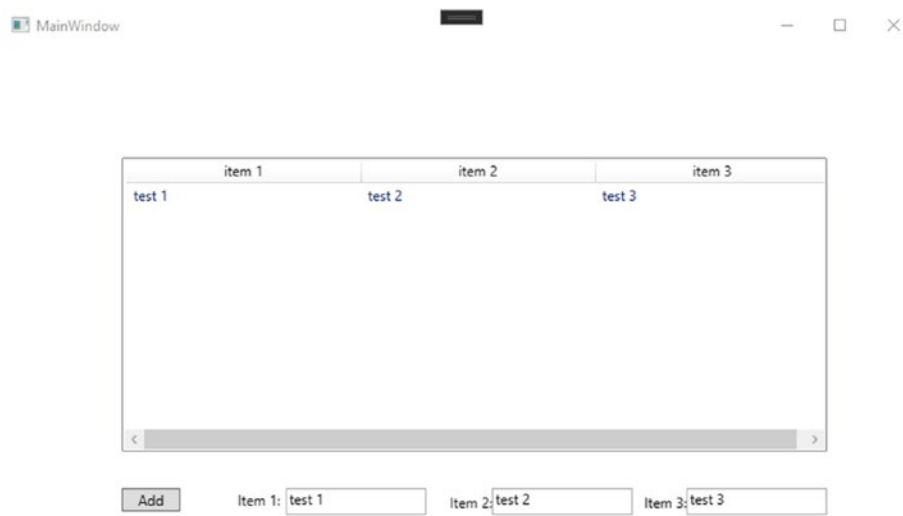 MainWindow
item 1 item 2 item 3
test 1 test 2 test 3
Add Item 1: test 1 Item 2: test 2 Item 3: test 3